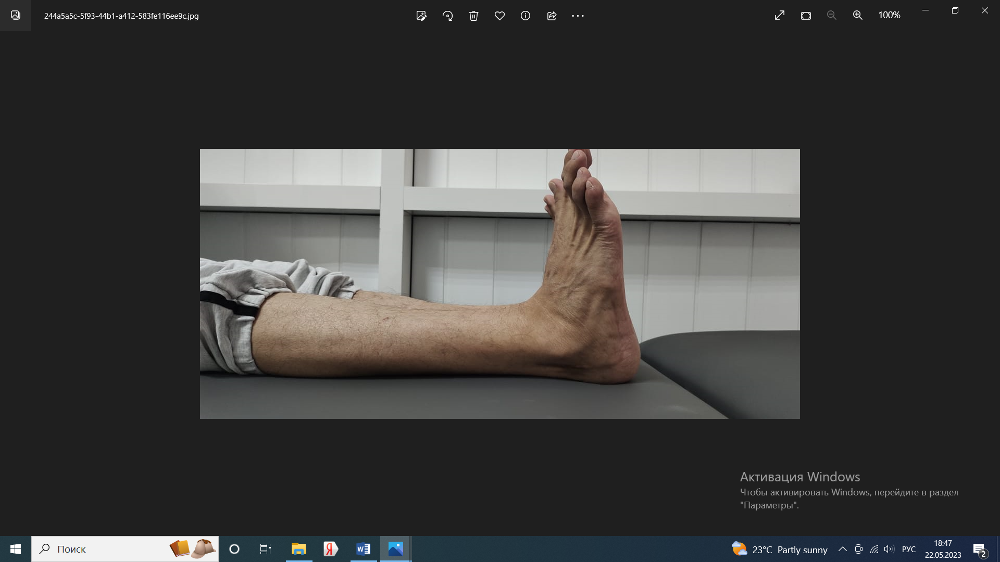 244a5a5c-5f93-44b1-a412-583fe116ee9c.jpg
100%
Активация Windows
Чтобы активировать Windows, перейдите в раздел
"Параметры".
Поиск
Я
W
23°C Partly sunny
РУС
18:47
22.05.2023
2